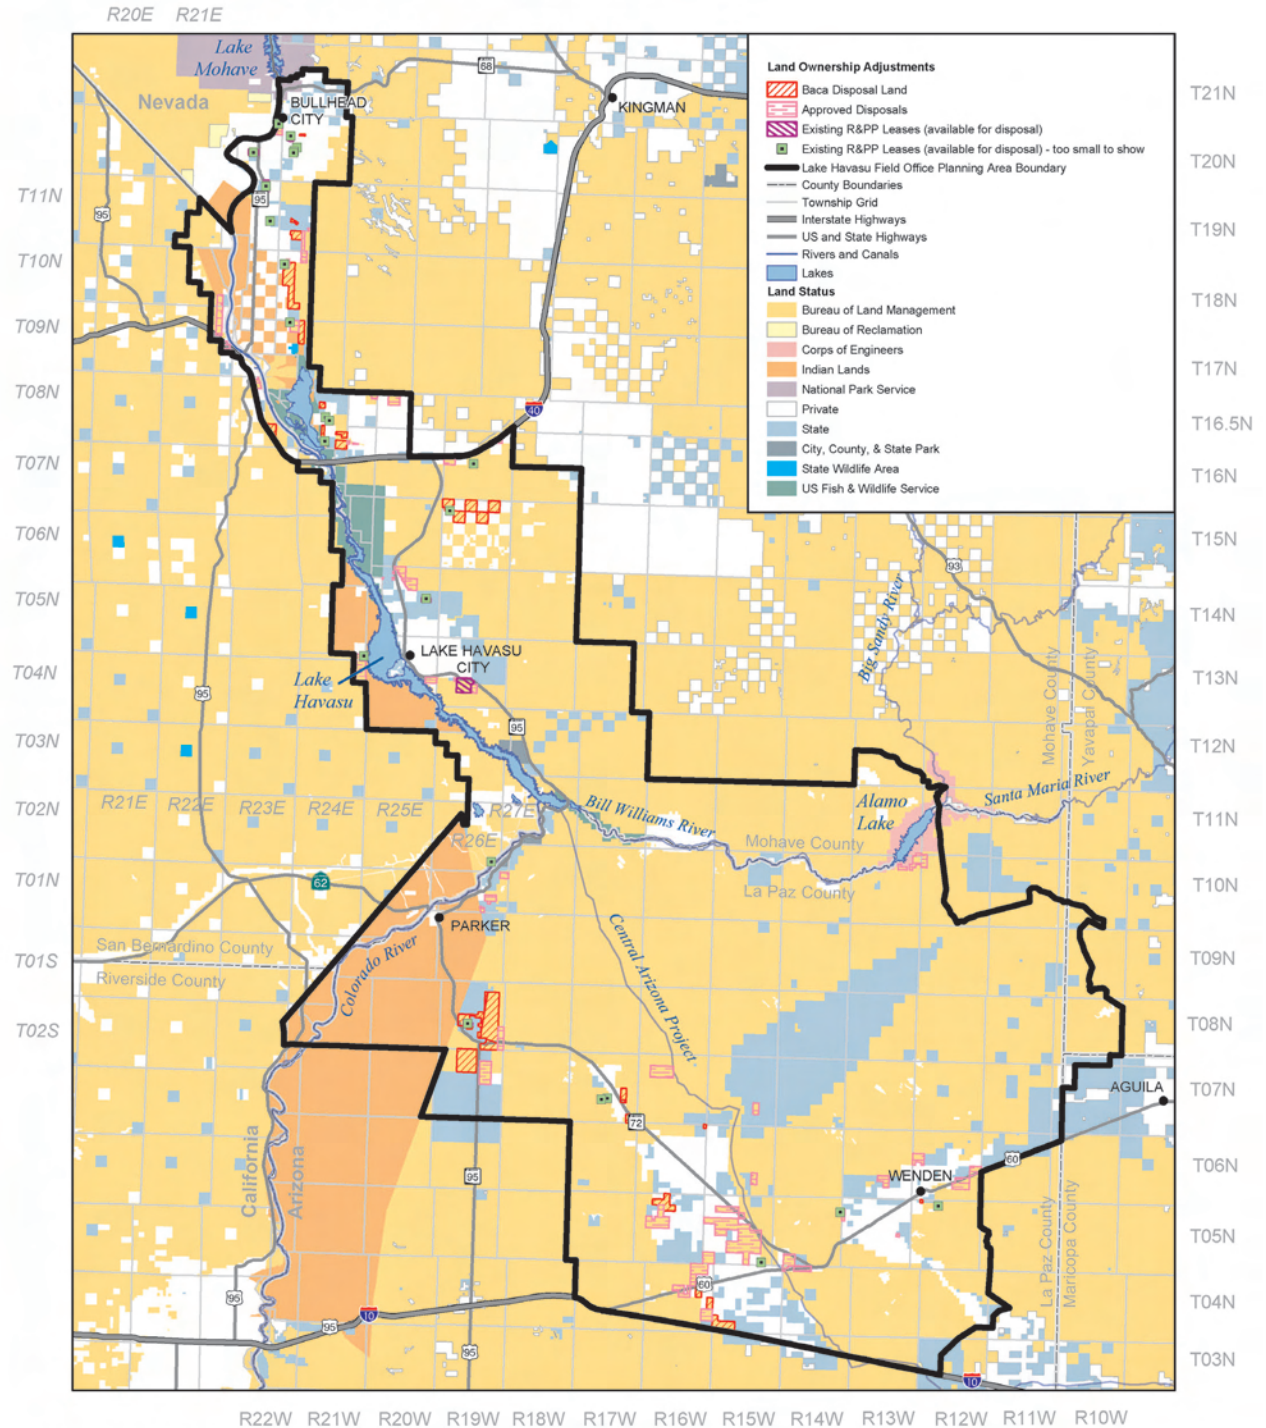 R20E R21E
Lake
Mohave
Nevada
BULLHEAD
CITY
68
KINGMAN
95
95
40
Land Ownership Adjustments
Baca Disposal Land
Approved Disposals
Existing R&PP Leases (available for disposal)
Existing R&PP Leases (available for disposal) - too small to show
Lake Havasu Field Office Planning Area Boundary
County Boundaries
Township Grid
Interstate Highways
US and State Highways
Rivers and Canals
Lakes
Land Status
Bureau of Land Management
Bureau of Reclamation
Corps of Engineers
Indian Lands
National Park Service
Private
State
City, County, & State Park
State Wildlife Area
US Fish & Wildlife Service
T21N
T20N
T19N
T18N
T17N
T16.5N
T16N
T15N
T14N
T13N
T12N
T11N
T10N
T09N
T08N
T07N
T06N
T05N
T04N
T03N
T11N
T10N
T09N
T08N
T07N
T06N
T05N
T04N
T03N
T02N
T01N
T01S
T02S
93
Big Sandy River
LAKE HAVASU
CITY
Lake
Havasu
95
95
Mohave County
Yavapai County
R21E R22E R23E R24E R25E R27E
R26E
Bill Williams River
Alamo
Lake
Santa Maria River
Mohave County
La Paz County
62
PARKER
San Bernardino County
Riverside County
Colorado River
Central Arizona Project
AGUILA
72
60
WENDEN
California
Arizona
95
La Paz County
Maricopa County
60
95
95
10
95
10
R22W R21W R20W R19W R18W R17W R16W R15W R14W R13W R12W R11W R10W